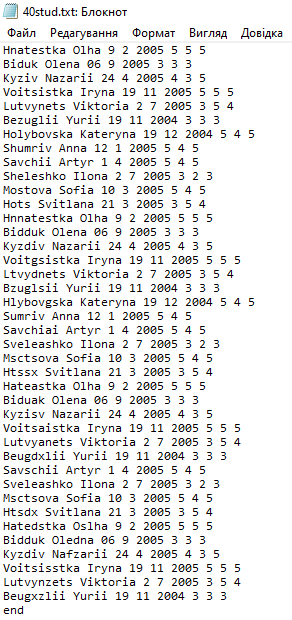 40stud.txt: Блокнот
Файл Редагування Формат Вигляд Довідка
Hnatestka Olha 9 2 2005 5 5 5
Biduk Olena 06 9 2005 3 3 3
Kyziv Nazarii 24 4 2005 4 3 5
Voitsistka Iryna 19 11 2005 5 5 5
Lutvynets Viktoria 2 7 2005 3 5 4
Bezuglii Yurii 19 11 2004 3 3 3
Holybovska Kateryna 19 12 2004 5 4 5
Shumriv Anna 12 1 2005 5 4 5
Savchii Artyr 1 4 2005 5 4 5
Sheleshko Ilona 2 7 2005 3 2 3
Mostova Sofia 10 3 2005 5 4 5
Hots Svitlana 21 3 2005 3 5 4
Hnnatestka Olha 9 2 2005 5 5 5
Bidduk Olena 06 9 2005 3 3 3
Kyzdiv Nazarii 24 4 2005 4 3 5
Voitgsistka Iryna 19 11 2005 5 5 5
Ltvydnets Viktoria 2 7 2005 3 5 4
Bzuglsii Yurii 19 11 2004 3 3 3
Hlybovgska Kateryna 19 12 2004 5 4 5
Sumriv Anna 12 1 2005 5 4 5
Savchiai Artyr 1 4 2005 5 4 5
Sveleashko Ilona 2 7 2005 3 2 3
Msctsova Sofia 10 3 2005 5 4 5
Htssx Svitlana 21 3 2005 3 5 4
Hateastka Olha 9 2 2005 5 5 5
Biduak Olena 06 9 2005 3 3 3
Kyzisv Nazarii 24 4 2005 4 3 5
Voitsaistka Iryna 19 11 2005 5 5 5
Lutvyanets Viktoria 2 7 2005 3 5 4
Beugdxlii Yurii 19 11 2004 3 3 3
Savschii Artyr 1 4 2005 5 4 5
Sveleashko Ilona 2 7 2005 3 2 3
Msctsova Sofia 10 3 2005 5 4 5
Htsdx Svitlana 21 3 2005 3 5 4
Hatedstka Oslha 9 2 2005 5 5 5
Bidduka Oledna 06 9 2005 3 3 3
Kyzdiv Nafzarii 24 4 2005 4 3 5
Voitsisstka Iryna 19 11 2005 5 5 5
Lutvynzets Viktoria 2 7 2005 3 5 4
Beugxzlii Yurii 19 11 2004 3 3 3
end